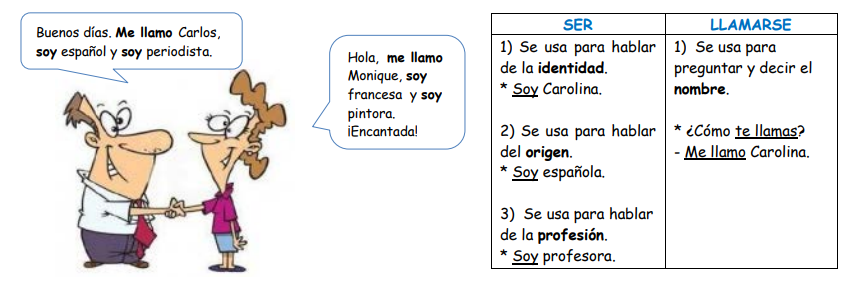 Buenos días. Me llamo Carlos,
soy español y soy periodista.
Hola, me llamo
Monique, soy
francesa y soy
pintora.
¡Encantada!
SER
1) Se usa para hablar
de la identidad.
* Soy Carolina.
2) Se usa para hablar
del origen.
* Soy española.
3) Se usa para hablar
de la profesión.
* Soy profesora.
LLAMARSE
1) Se usa para
preguntar y decir el
nombre.
* ¿Cómo te llamas?
- Me llamo Carolina.